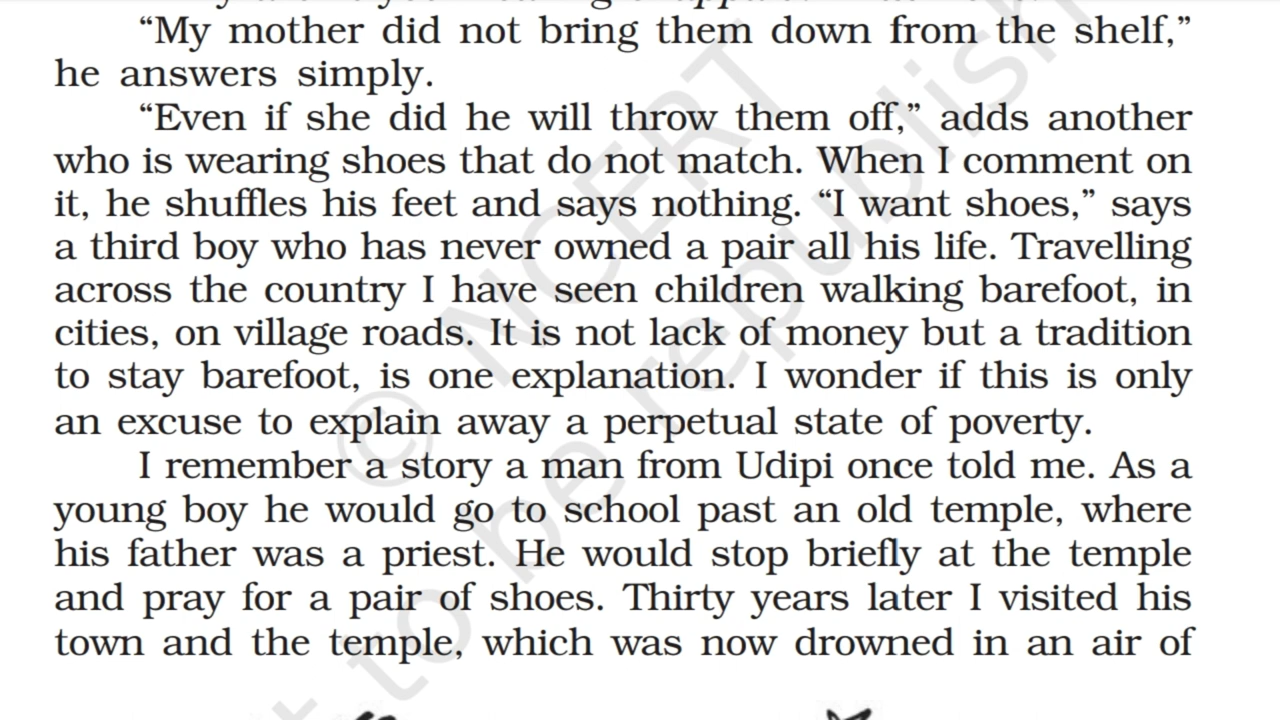 “My mother did not bring them down from the shelf,”
he answers simply.
“Even if she did he will throw them off,” adds another
who is wearing shoes that do not match. When I comment on
it, he shuffles his feet and says nothing. “I want shoes,” says
a third boy who has never owned a pair all his life. Travelling
across the country I have seen children walking barefoot, in
cities, on village roads. It is not lack of money but a tradition
to stay barefoot, is one explanation. I wonder if this is only
an excuse to explain away a perpetual state of poverty.
I remember a story a man from Udipi once told me. As a
young boy he would go to school past an old temple, where
his father was a priest. He would stop briefly at the temple
and pray for a pair of shoes. Thirty years later I visited his
town and the temple, which was now drowned in an air of
© NCERT
to be republish